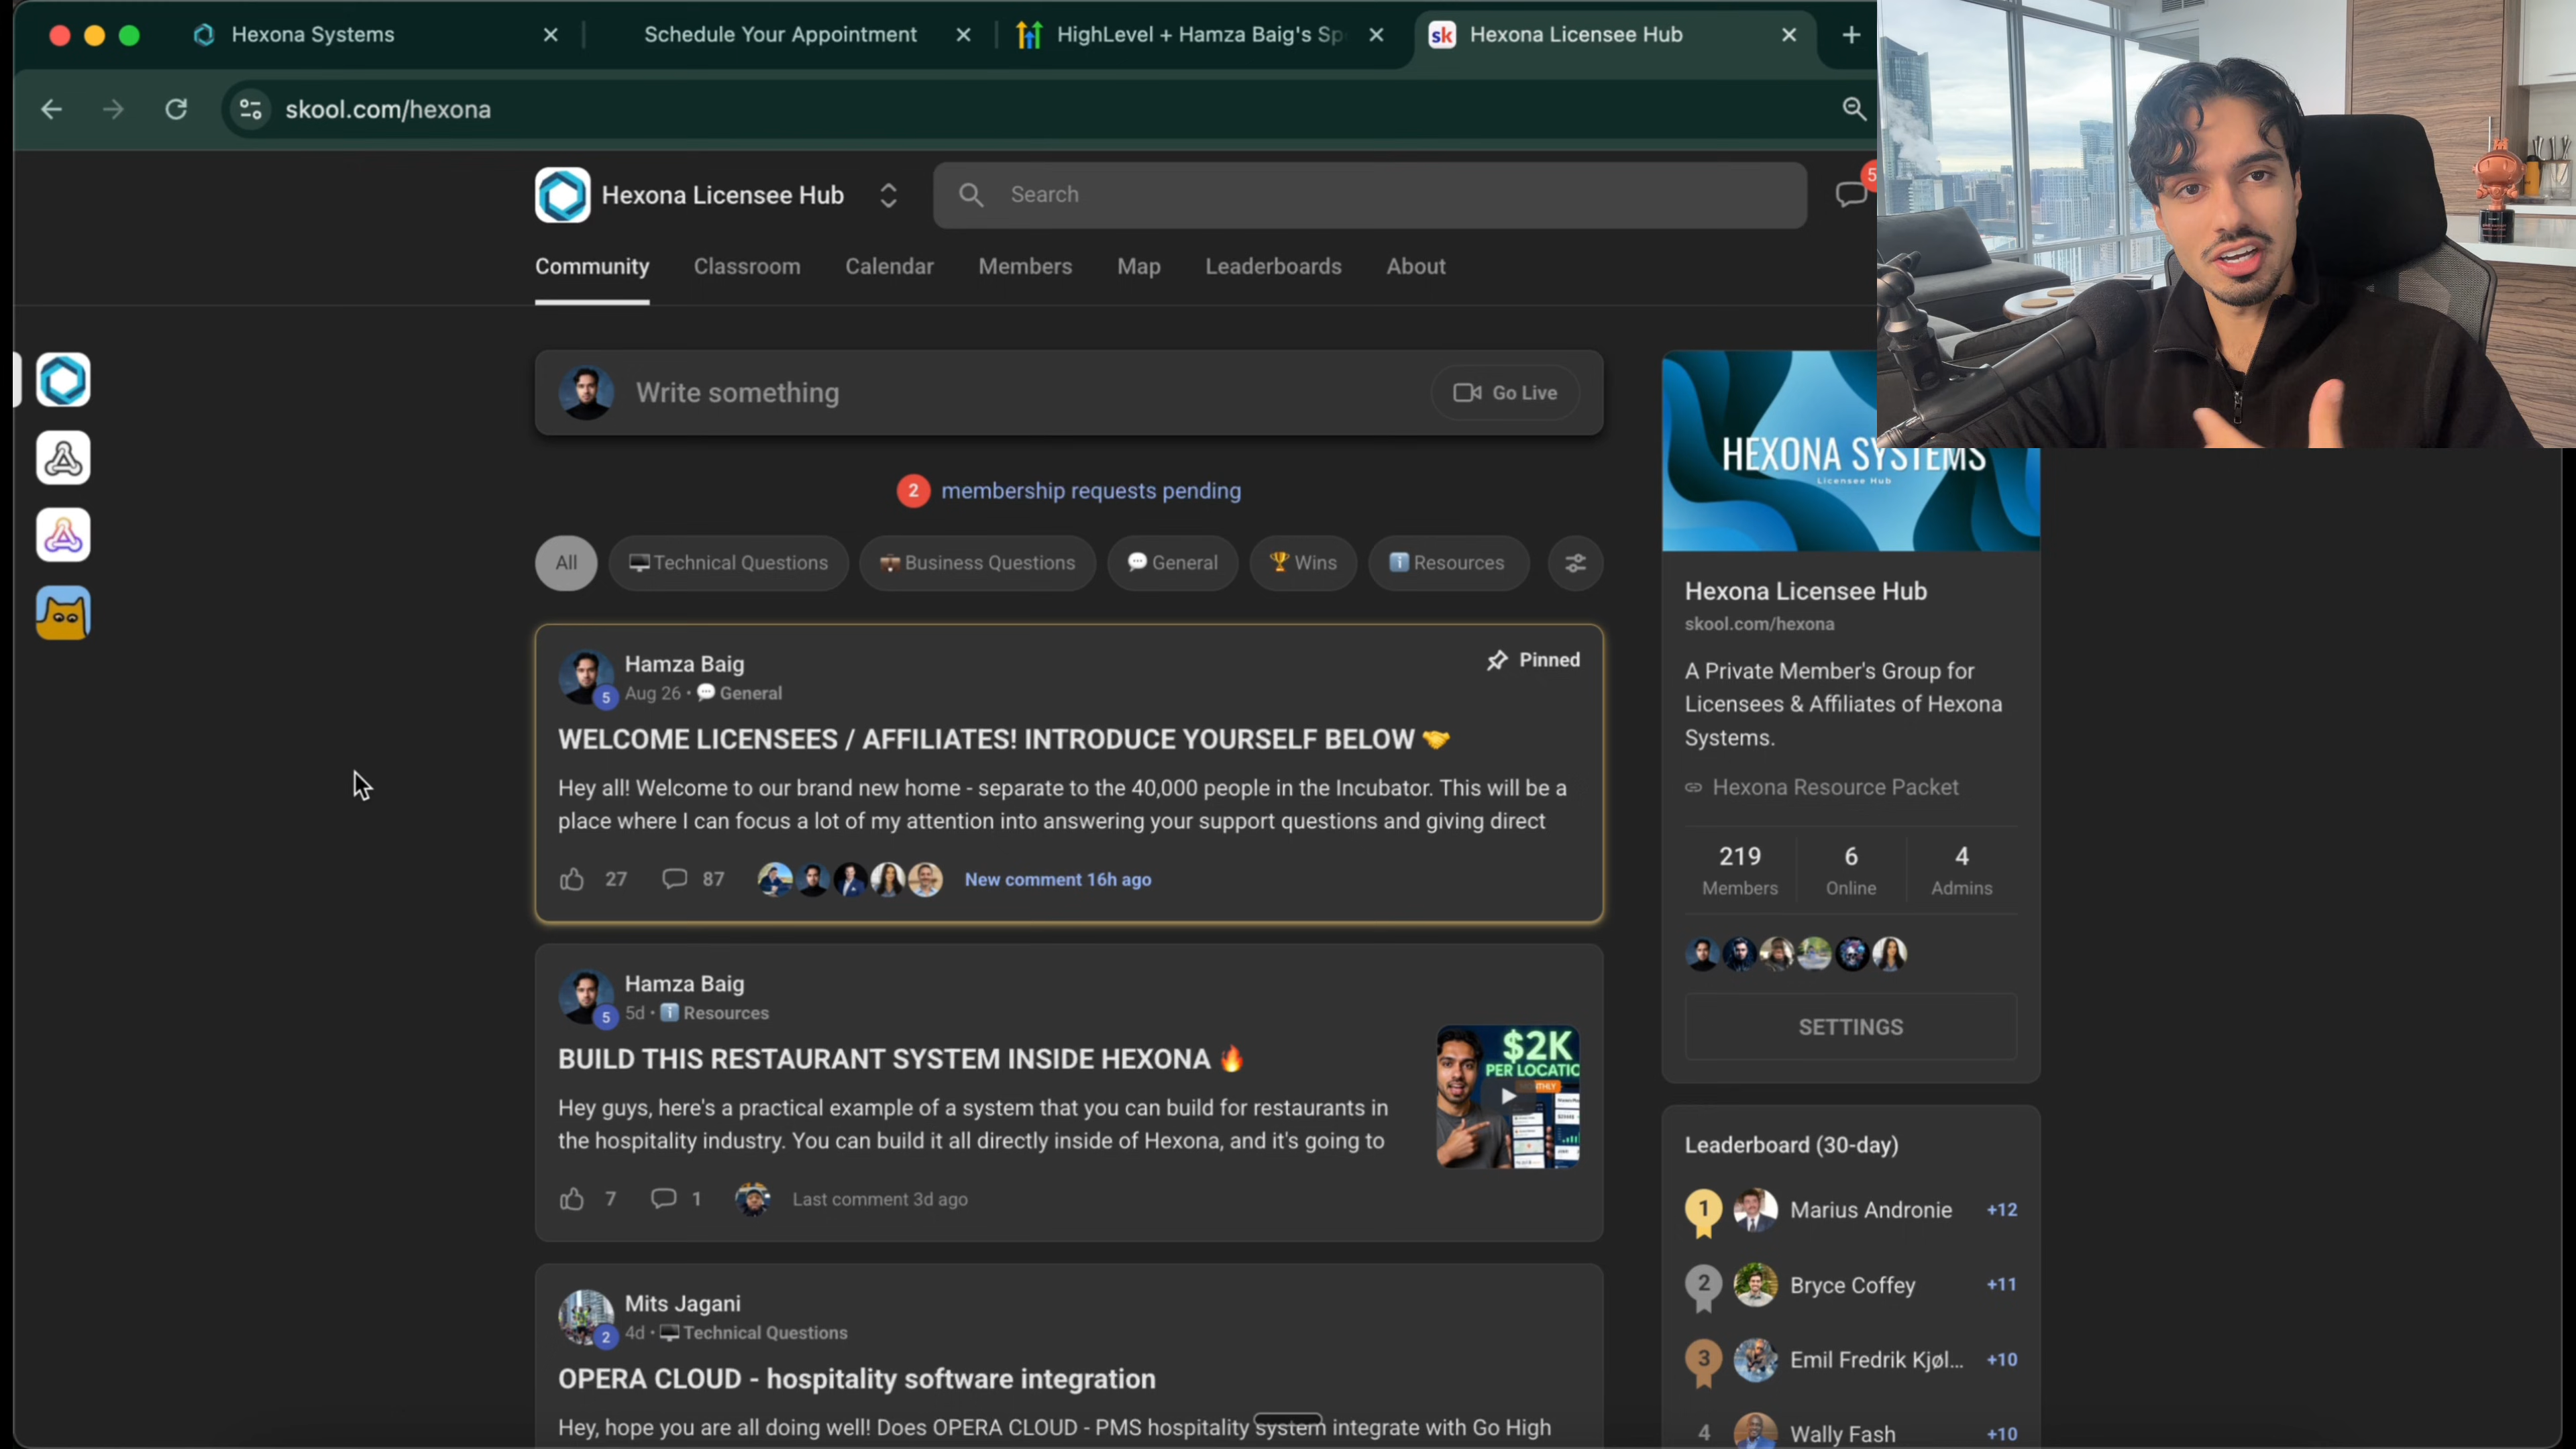 Hexona Systems
Schedule Your Appointment
HighLevel + Hamza Baig's Sp
sk Hexona Licensee Hub
skool.com/hexona
Hexona Licensee Hub
Search
5
Community Classroom Calendar Members Map Leaderboards About
Write something
Go Live
2 membership requests pending
All Technical Questions Business Questions General Wins Resources
Hamza Baig
5 Aug 26 • General
Pinned
WELCOME LICENSEES / AFFILIATES! INTRODUCE YOURSELF BELOW
Hey all! Welcome to our brand new home - separate to the 40,000 people in the Incubator. This will be a
place where I can focus a lot of my attention into answering your support questions and giving direct
27 87 New comment 16h ago
Hamza Baig
5 5d • Resources
BUILD THIS RESTAURANT SYSTEM INSIDE HEXONA
Hey guys, here's a practical example of a system that you can build for restaurants in
the hospitality industry. You can build it all directly inside of Hexona, and it's going to
$2K
PER LOCATIO
7 1 Last comment 3d ago
Mits Jagani
2 4d • Technical Questions
OPERA CLOUD - hospitality software integration
Hey, hope you are all doing well! Does OPERA CLOUD - PMS hospitality system integrate with Go High
HEXONA SYSTEMS
Licensee Hub
Hexona Licensee Hub
skool.com/hexona
A Private Member's Group for
Licensees & Affiliates of Hexona
Systems.
Hexona Resource Packet
219 6 4
Members Online Admins
SETTINGS
Leaderboard (30-day)
1 Marius Andronie +12
2 Bryce Coffey +11
3 Emil Fredrik Kjøl... +10
4 Wally Fash +10